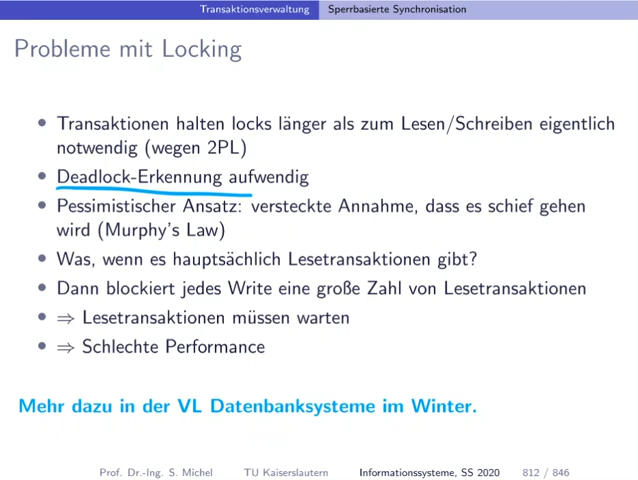 Transaktionsverwaltung Sperrbasierte Synchronisation
Probleme mit Locking
• Transaktionen halten locks länger als zum Lesen/Schreiben eigentlich
notwendig (wegen 2PL)
• Deadlock-Erkennung aufwendig
• Pessimistischer Ansatz: versteckte Annahme, dass es schief gehen
wird (Murphy's Law)
• Was, wenn es hauptsächlich Lesetransaktionen gibt?
• Dann blockiert jedes Write eine große Zahl von Lesetransaktionen
• ⇒ Lesetransaktionen müssen warten
• ⇒ Schlechte Performance
Mehr dazu in der VL Datenbanksysteme im Winter.
Prof. Dr.-Ing. S. Michel TU Kaiserslautern Informationssysteme, SS 2020 812 / 846